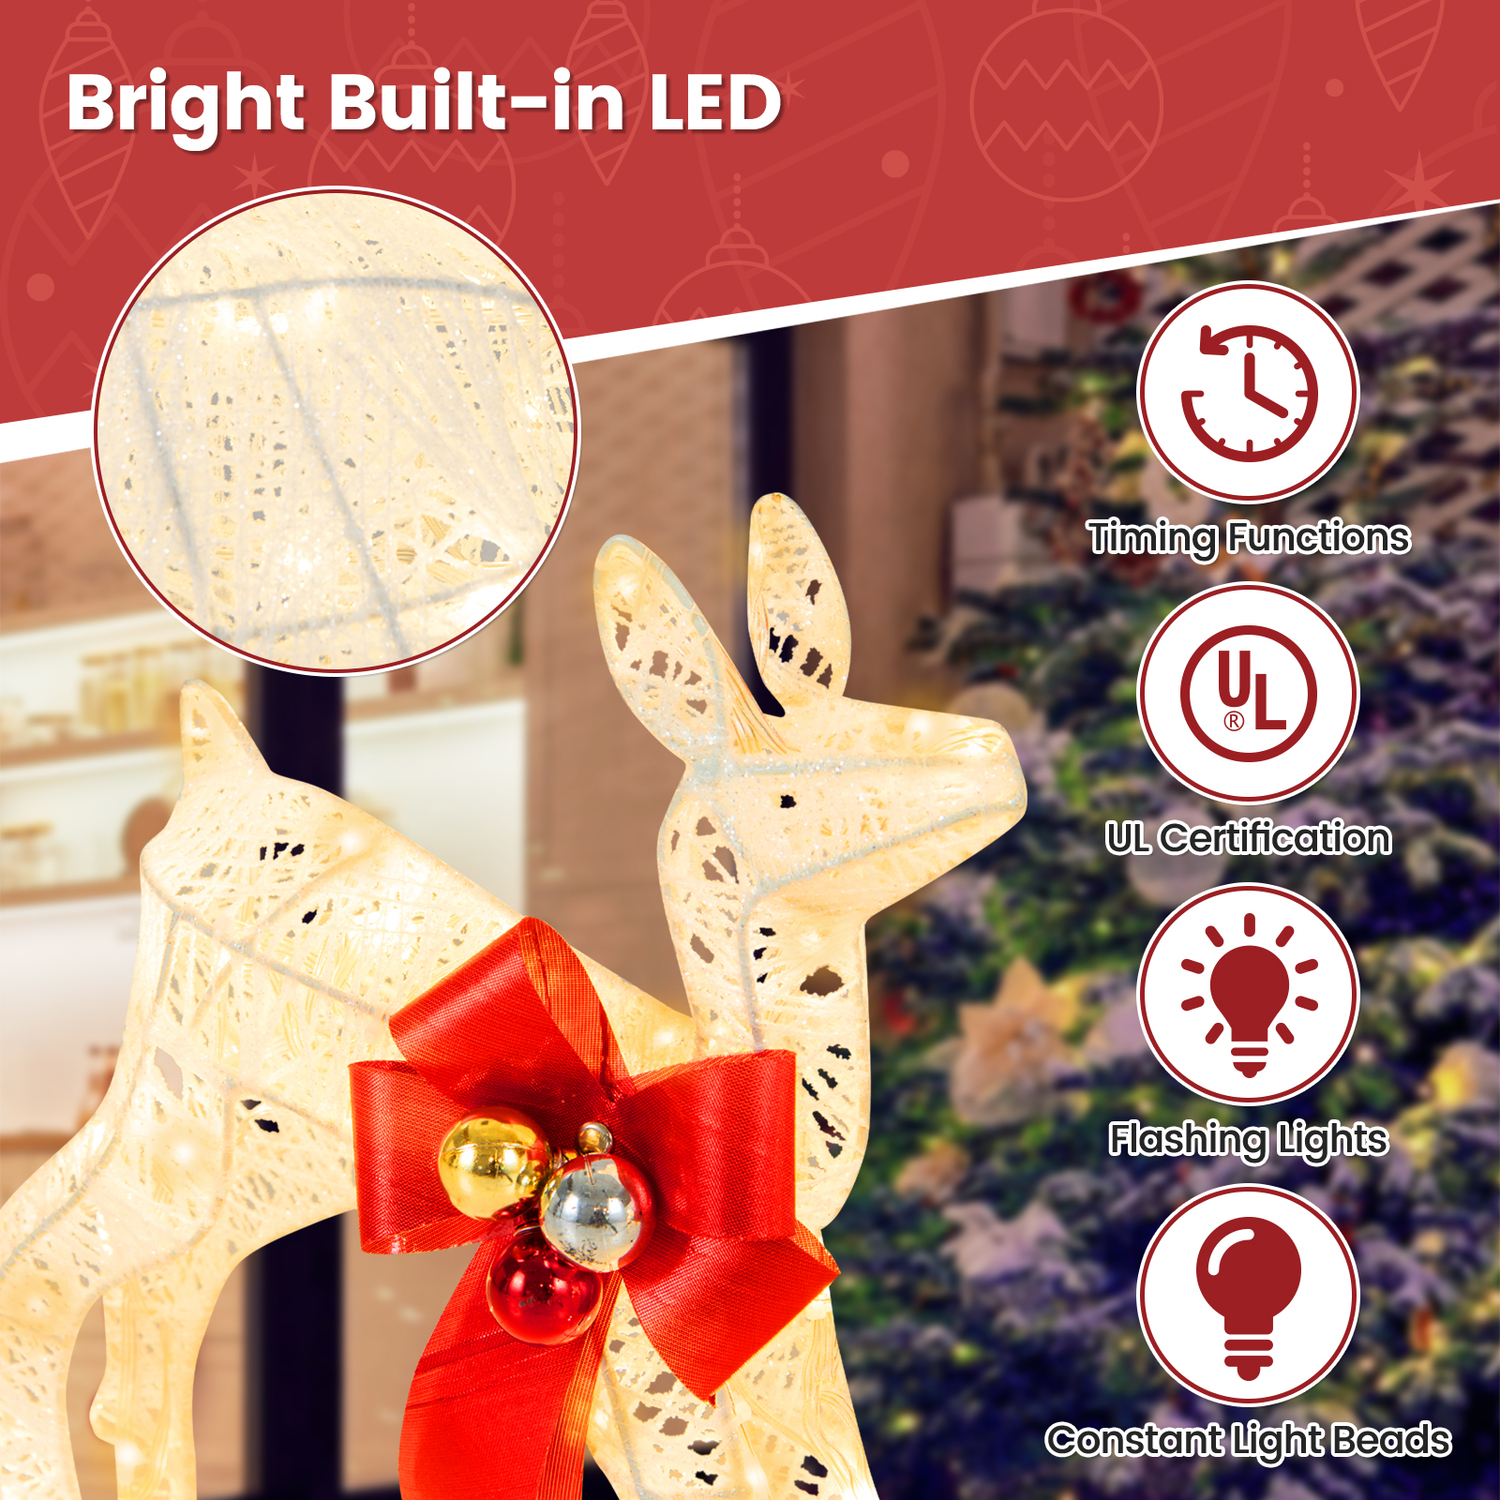 Bright Built-in LED
Timing Functions
UL
®
UL Certification
Flashing Lights
Constant Light Beads